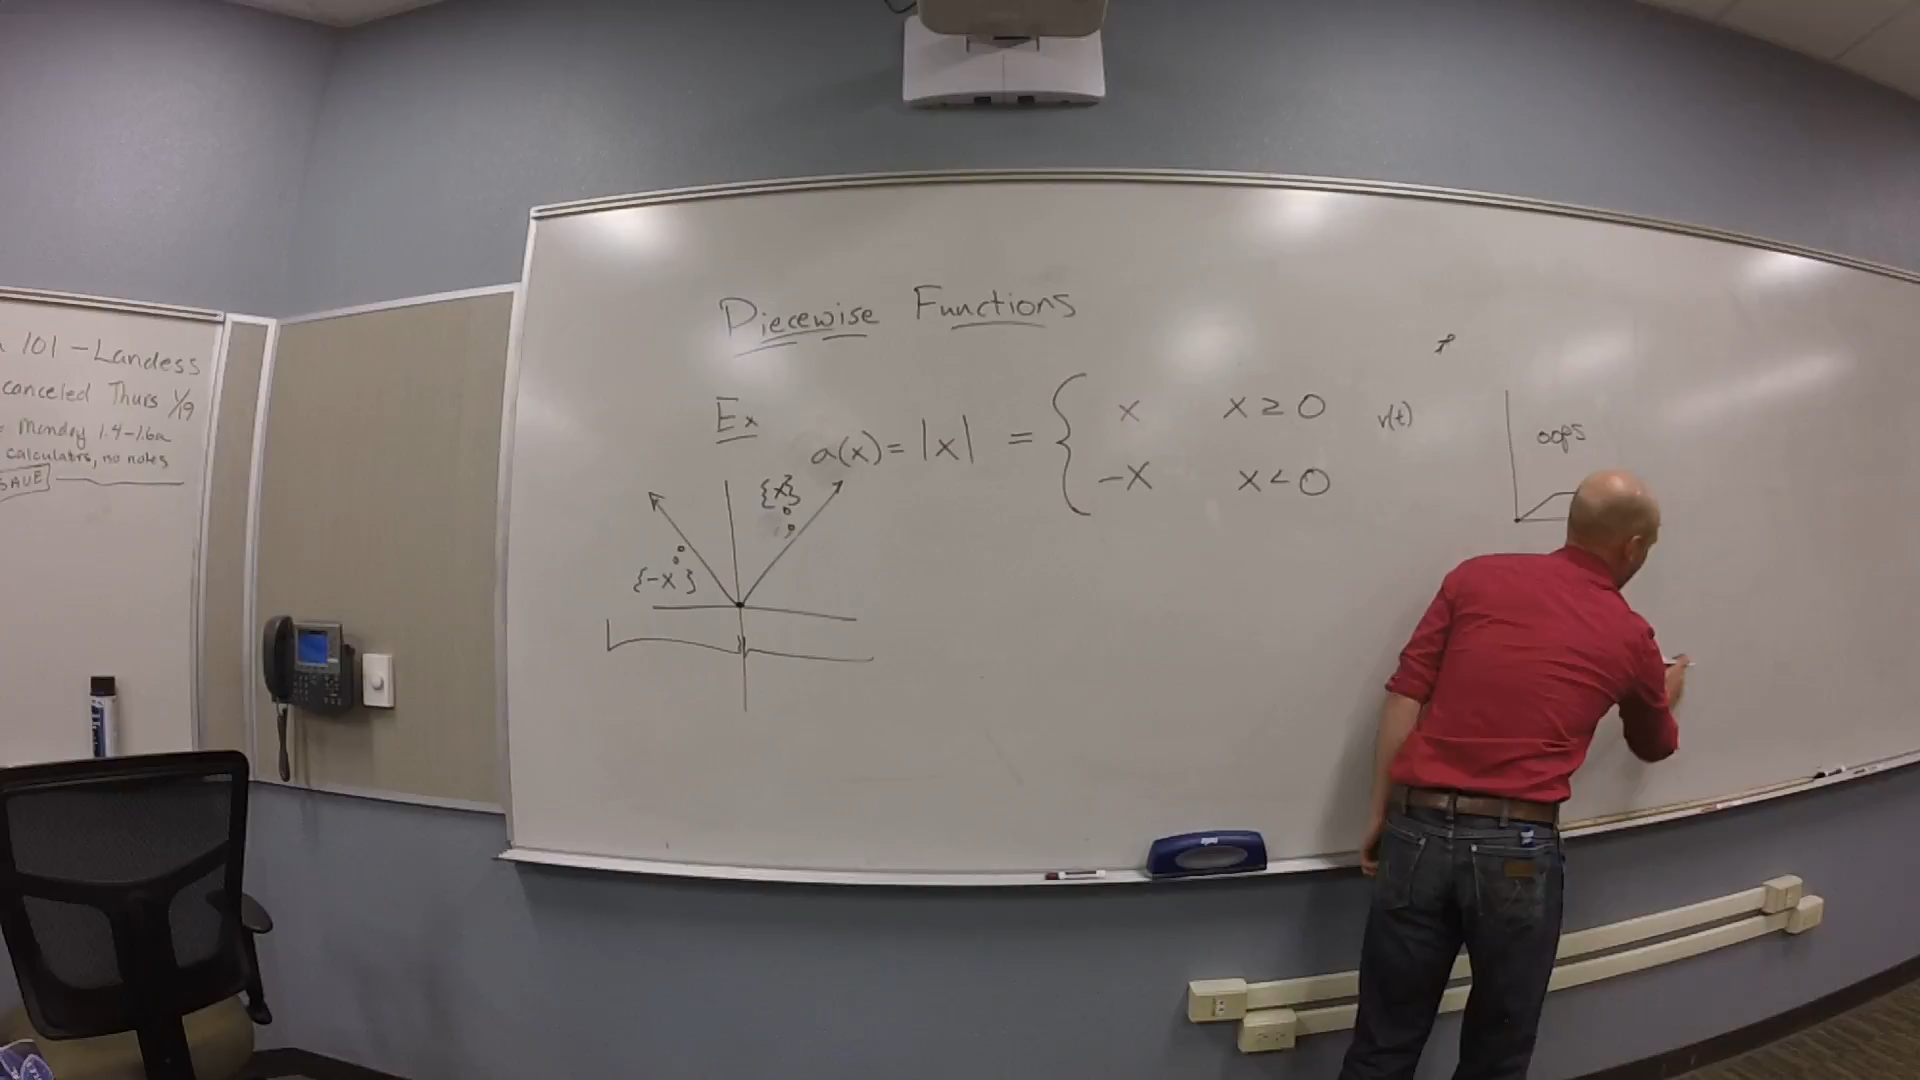 101 - Landess
canceled Thurs 1/19
Monday 1.4-1.6a
calculators, no notes
SAVE
Piecewise Functions
Ex
a(x) = |x| = { x x ≥ 0
-x x < 0
r(t)
oops
{x}
{-x}